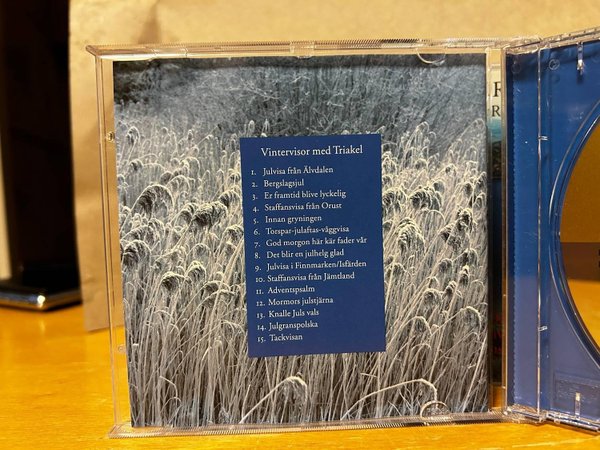 Vintervisor med Triakel
1. Julvisa från Älvdalen
2. Bergslagsjul
3. Er framtid blive lyckelig
4. Staffansvisa från Orust
5. Innan gryningen
6. Torspar-julaftas-våggvisa
7. God morgon här kär fader vår
8. Det blir en julhelg glad
9. Julvisa i Finnmarken/Isfärden
10. Staffansvisa från Jämtland
11. Adventspsalm
12. Mormors julstjärna
13. Knalle Juls vals
14. Julgranspolska
15. Tackvisan